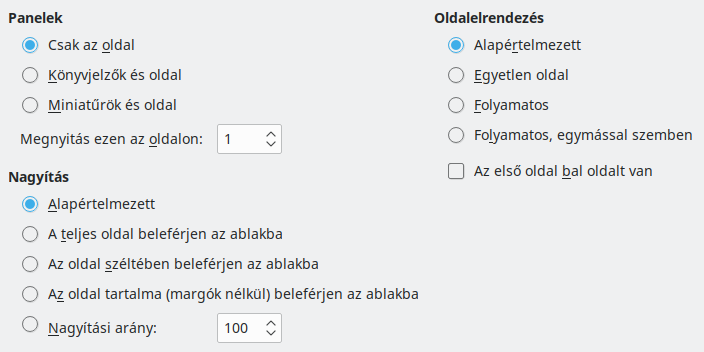 Panelek
Csak az oldal
Könyvjelzők és oldal
Miniatűrök és oldal
Megnyitás ezen az oldalon: 1
Nagyítás
Alapértelmezett
A teljes oldal beleférjen az ablakba
Az oldal széltében beleférjen az ablakba
Az oldal tartalma (margók nélkül) beleférjen az ablakba
Nagyítási arány: 100
Oldalelrendezés
Alapértelmezett
Egyetlen oldal
Folyamatos
Folyamatos, egymással szemben
Az első oldal bal oldalt van